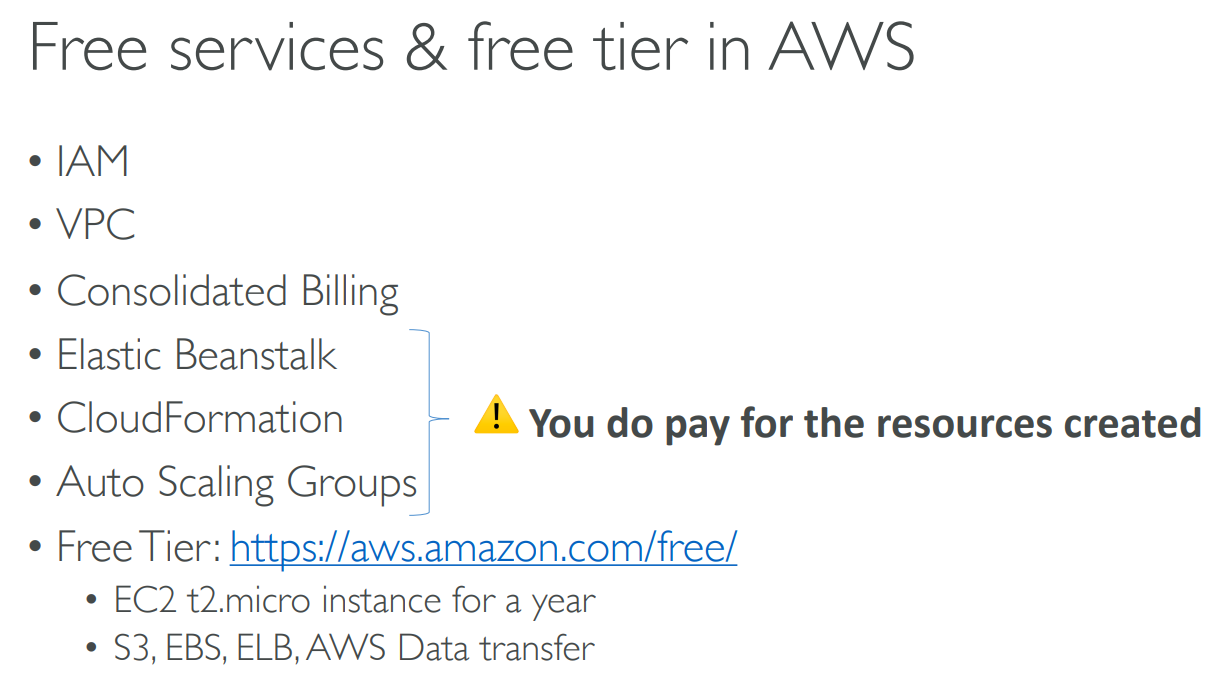 Free services & free tier in AWS
• IAM
• VPC
• Consolidated Billing
• Elastic Beanstalk
• CloudFormation
! You do pay for the resources created
• Auto Scaling Groups
• Free Tier: https://aws.amazon.com/free/
• EC2 t2.micro instance for a year
• S3, EBS, ELB, AWS Data transfer